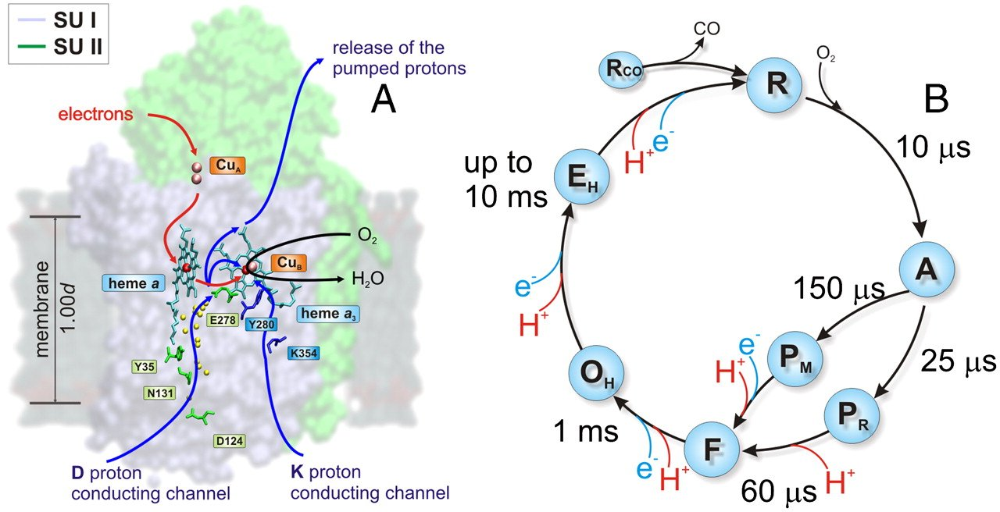 SU I
SU II
release of the
pumped protons
A
electrons
CuA
membrane
1.00d
heme a
CuB
O2
H2O
heme a3
E278
Y280
K354
Y35
N131
D124
D proton
conducting channel
K proton
conducting channel
B
CO
RCO
R
O2
10 µs
H+
e-
up to
10 ms
EH
A
150 µs
25 µs
e-
H+
PM
e-
H+
OH
PR
1 ms
F
e-
H+
60 µs
H+